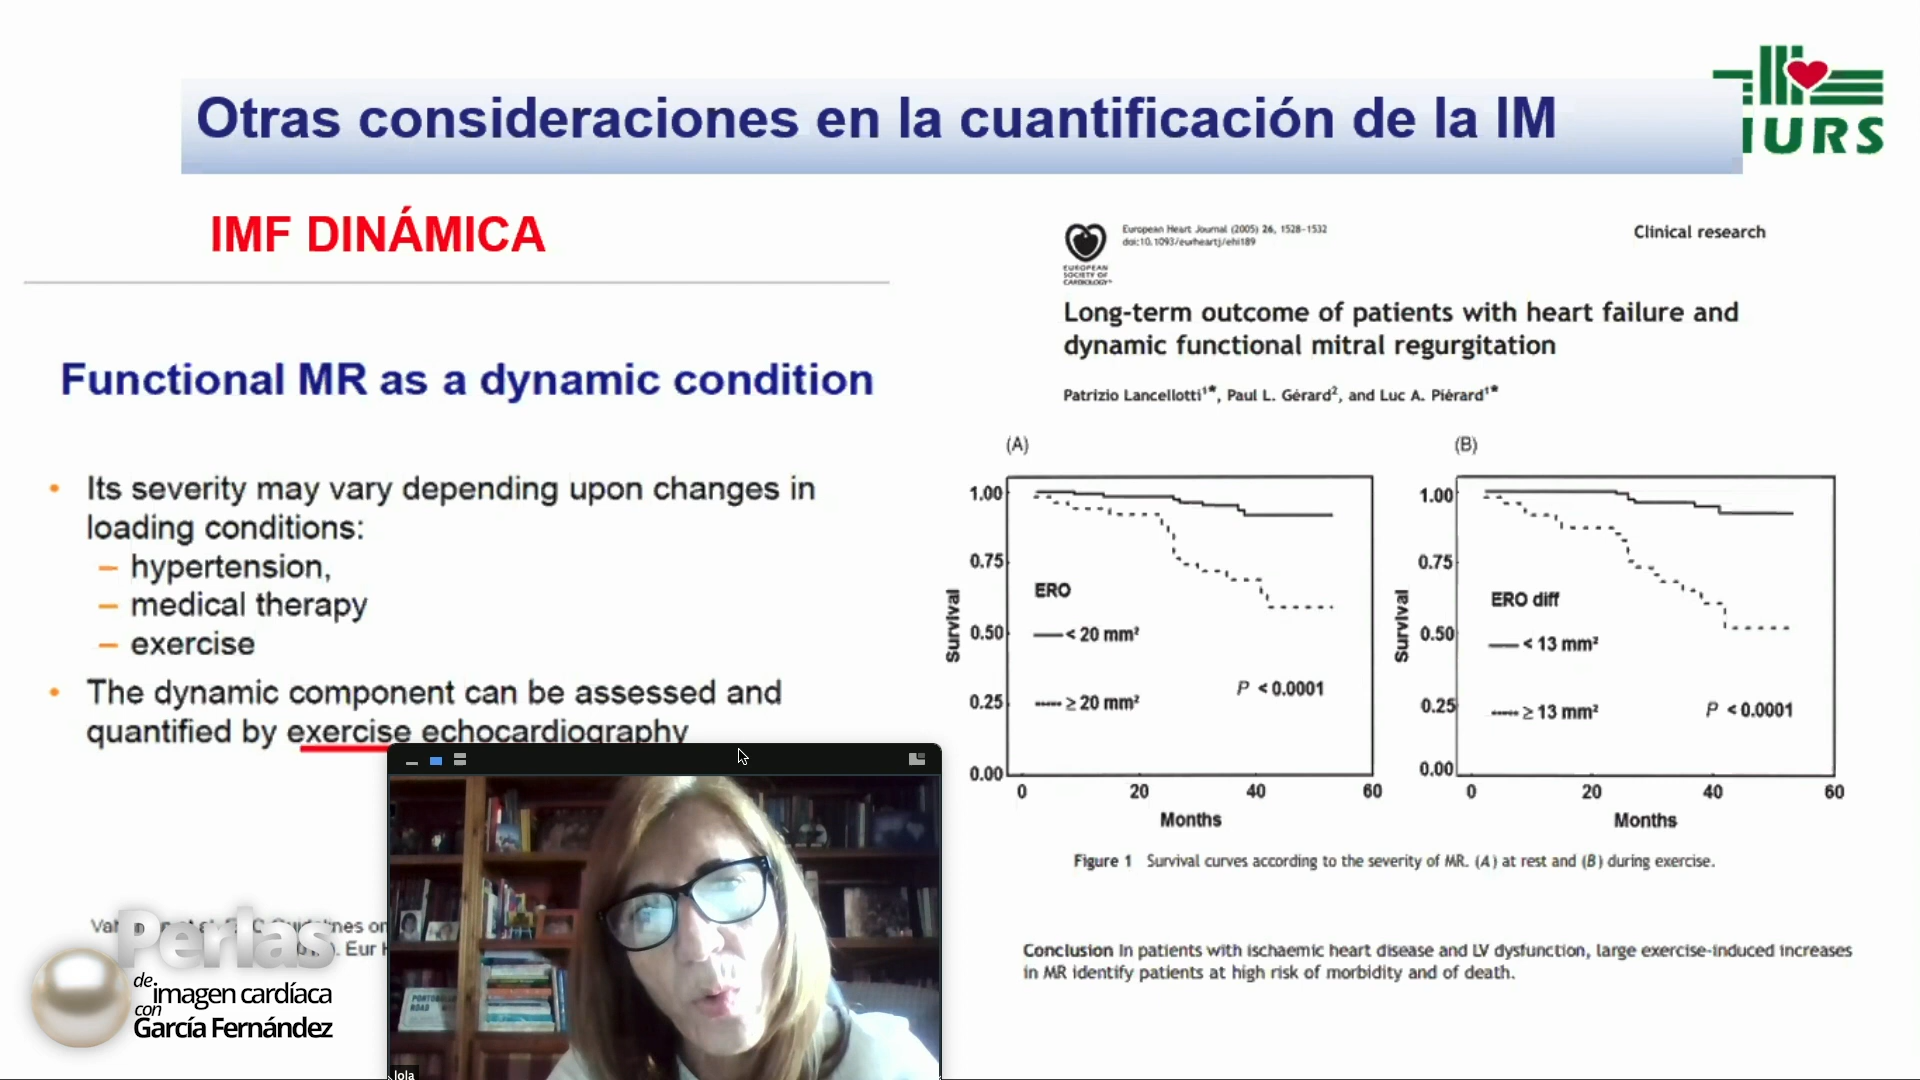 Otras consideraciones en la cuantificación de la IM
IURS
IMF DINÁMICA
Functional MR as a dynamic condition
• Its severity may vary depending upon changes in
loading conditions:
– hypertension,
– medical therapy
– exercise
• The dynamic component can be assessed and
quantified by exercise echocardiography
European Heart Journal (2005) 26, 1528–1532
doi:10.1093/eurheartj/ehi189
Clinical research
EUROPEAN
SOCIETY OF
CARDIOLOGY
Long-term outcome of patients with heart failure and
dynamic functional mitral regurgitation
Patrizio Lancellotti¹*, Paul L. Gérard², and Luc A. Piérard¹*
(A)
1.00
0.75
0.50
0.25
0.00
Survival
ERO
< 20 mm²
≥ 20 mm²
P < 0.0001
0 20 40 60
Months
(B)
1.00
0.75
0.50
0.25
0.00
Survival
ERO diff
< 13 mm²
≥ 13 mm²
P < 0.0001
0 20 40 60
Months
Figure 1 Survival curves according to the severity of MR. (A) at rest and (B) during exercise.
Conclusion In patients with ischaemic heart disease and LV dysfunction, large exercise-induced increases
in MR identify patients at high risk of morbidity and of death.
Eur
Perlas
de imagen cardíaca
con
García Fernández
PORTOBELLO
ROAD
lola